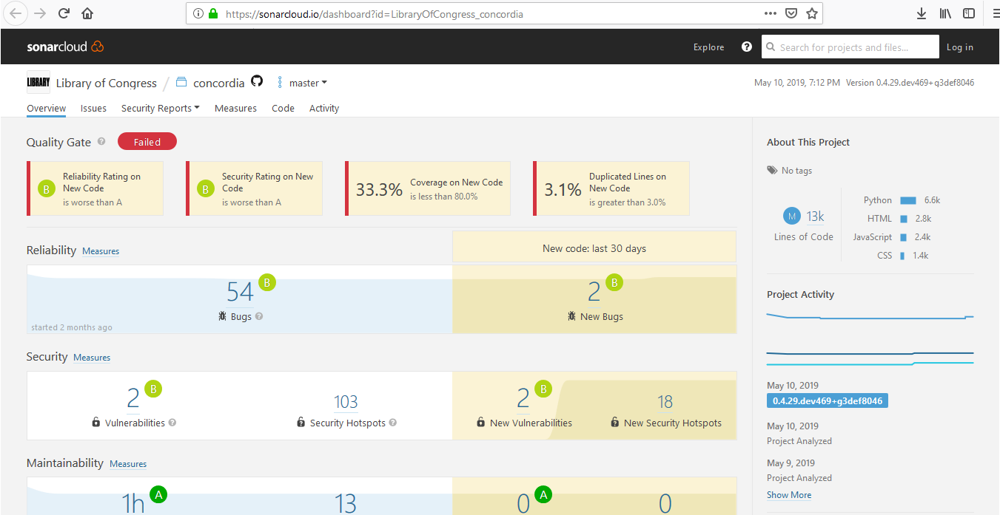 https://sonarcloud.io/dashboard?id=LibraryOfCongress_concordia
sonarcloud
Explore
Search for projects and files...
Log in
LIBRARY
Library of Congress / concordia
master
May 10, 2019, 7:12 PM Version 0.4.29.dev469+g3def8046
Overview
Issues
Security Reports
Measures
Code
Activity
Quality Gate
Failed
B
Reliability Rating on
New Code
is worse than A
B
Security Rating on New
Code
is worse than A
33.3%
Coverage on New Code
is less than 80.0%
3.1%
Duplicated Lines on
New Code
is greater than 3.0%
Reliability Measures
New code: last 30 days
54 B
Bugs
started 2 months ago
2 B
New Bugs
Security Measures
2 B
Vulnerabilities
103
Security Hotspots
2 B
New Vulnerabilities
18
New Security Hotspots
Maintainability Measures
1h A
13
0 A
0
About This Project
No tags
M 13k
Lines of Code
Python 6.6k
HTML 2.8k
JavaScript 2.4k
CSS 1.4k
Project Activity
May 10, 2019
0.4.29.dev469+g3def8046
May 10, 2019
Project Analyzed
May 9, 2019
Project Analyzed
Show More